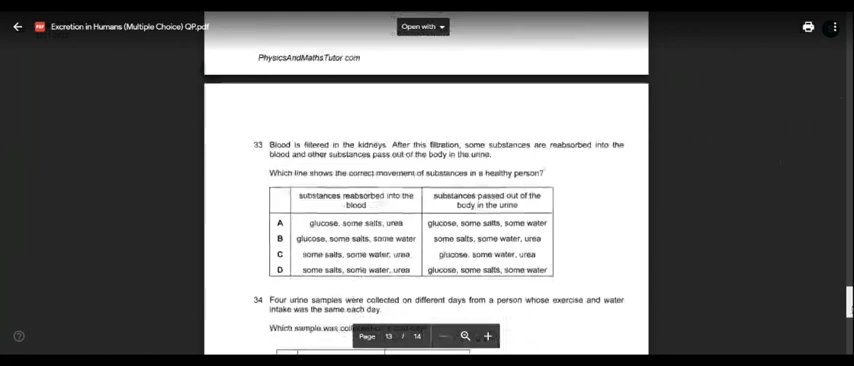 Excretion in Humans (Multiple Choice) QP.pdf
Open with
PhysicsAndMathsTutor com
33 Blood is filtered in the kidneys. After this filtration, some substances are reabsorbed into the
blood and other substances pass out of the body in the urine.
Which line shows the correct movement of substances in a healthy person?
substances reabsorbed into the blood | substances passed out of the body in the urine
A glucose, some salts, urea | glucose, some salts, some water
B glucose, some salts, some water | some salts, some water, urea
C some salts, some water, urea | glucose, some water, urea
D some salts, some water, urea | glucose, some salts, some water
34 Four urine samples were collected on different days from a person whose exercise and water
intake was the same each day.
Which sample was
Page 13 / 14